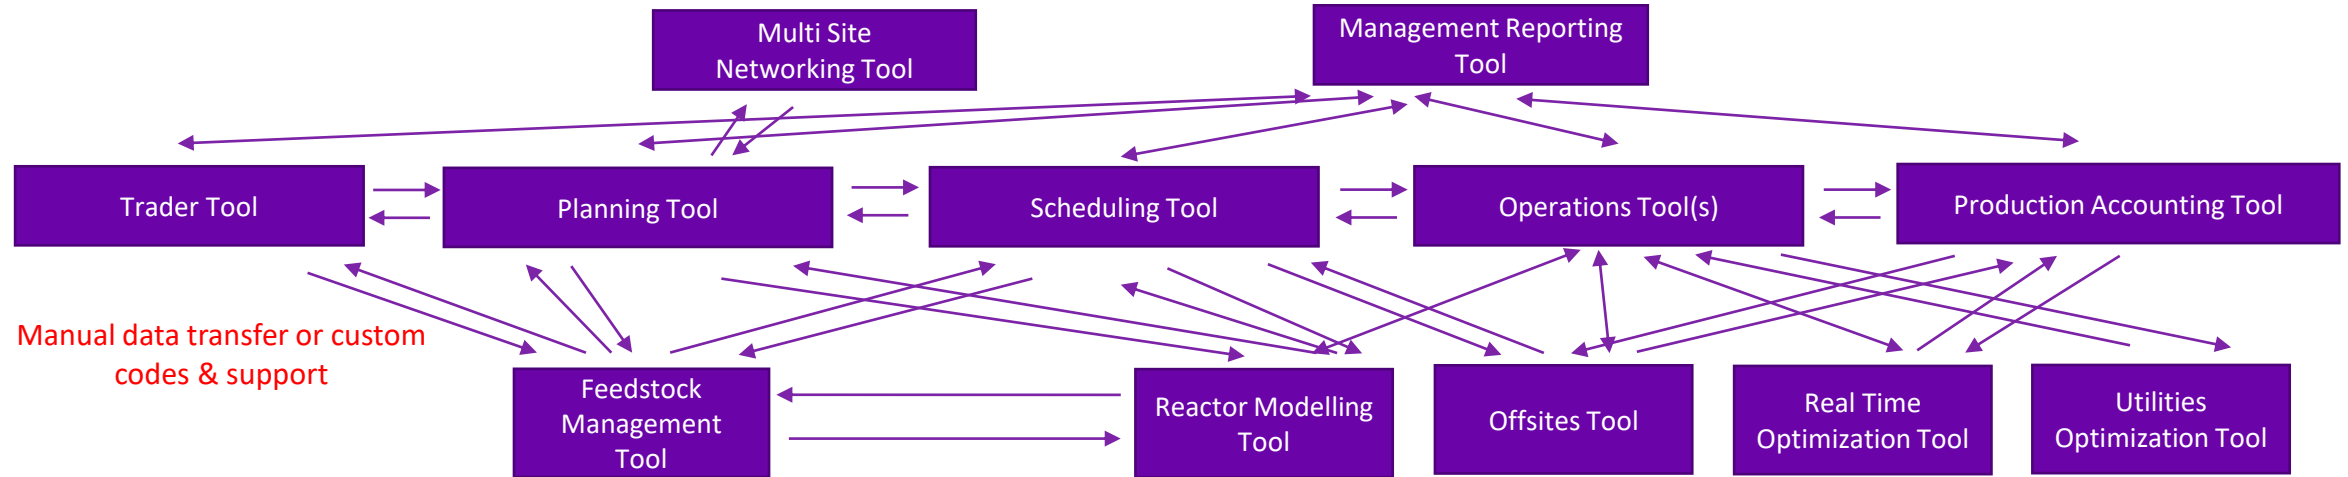 Multi Site
Networking Tool
Management Reporting
Tool
Trader Tool
Planning Tool
Scheduling Tool
Operations Tool(s)
Production Accounting Tool
Manual data transfer or custom
codes & support
Feedstock
Management
Tool
Reactor Modelling
Tool
Offsites Tool
Real Time
Optimization Tool
Utilities
Optimization Tool